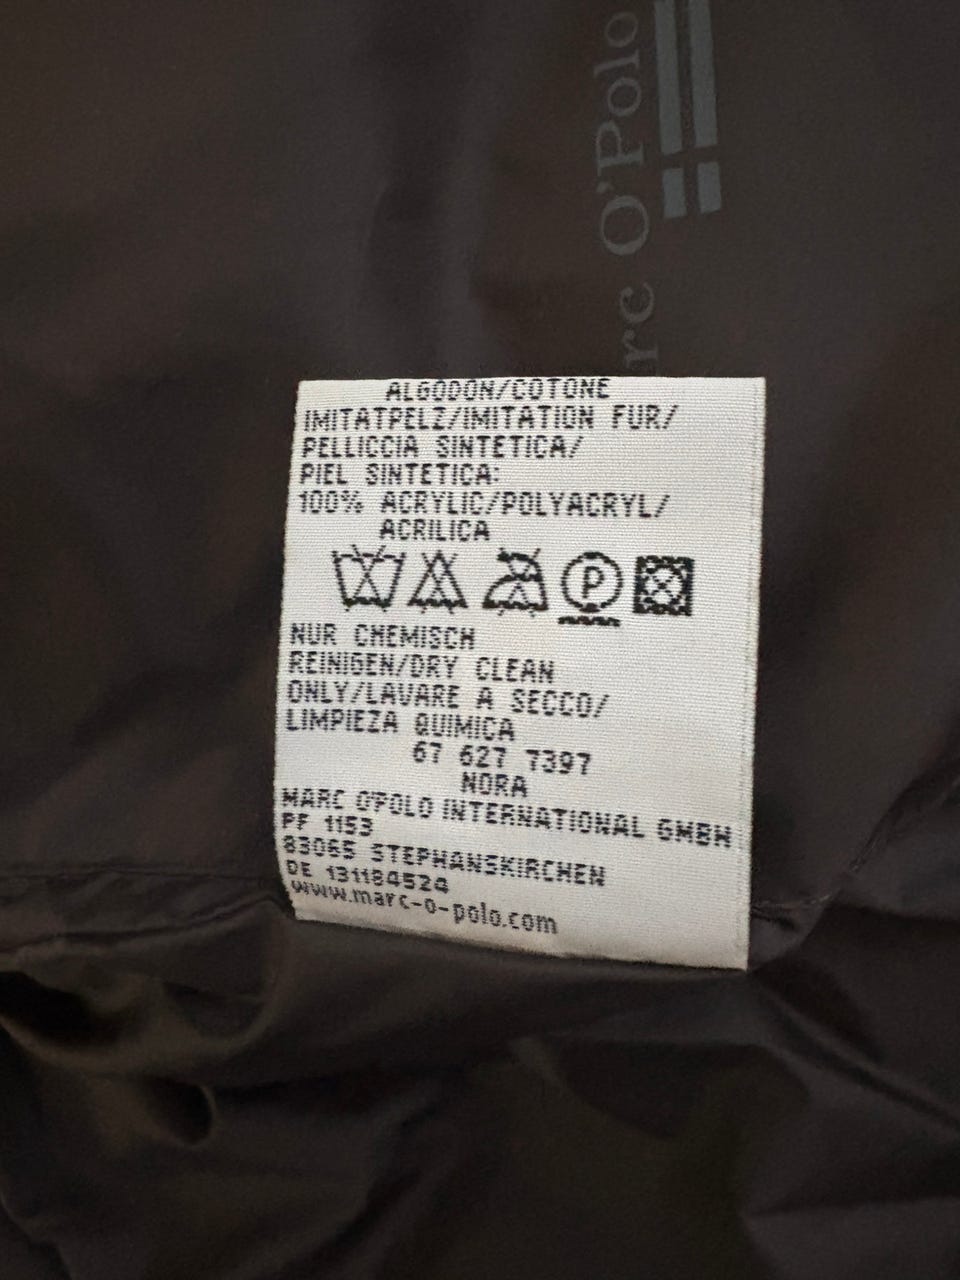 rc O'Polo
ALGODON/COTONE
IMITATPELZ/IMITATION FUR/
PELLICCIA SINTETICA/
PIEL SINTETICA:
100% ACRYLIC/POLYACRYL/
ACRILICA
P
NUR CHEMISCH
REINIGEN/DRY CLEAN
ONLY/LAVARE A SECCO/
LIMPIEZA QUIMICA
67 627 7397
NORA
MARC O'POLO INTERNATIONAL GMBH
PF 1153
83065 STEPHANSKIRCHEN
DE 131184524
www.marc-o-polo.com